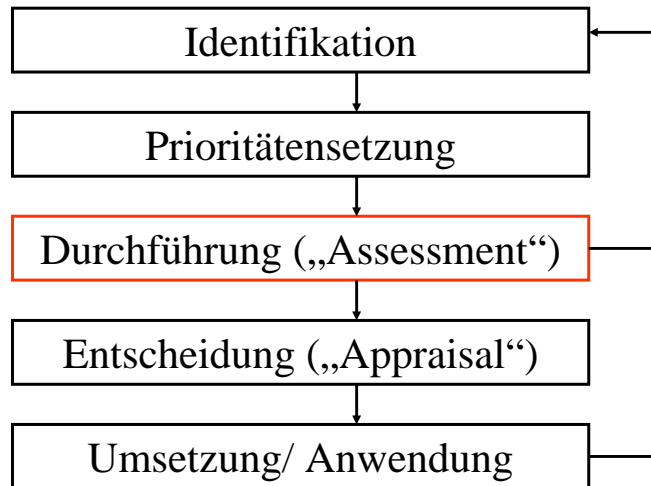 Identifikation
Prioritätensetzung
Durchführung („Assessment“)
Entscheidung („Appraisal“)
Umsetzung/ Anwendung